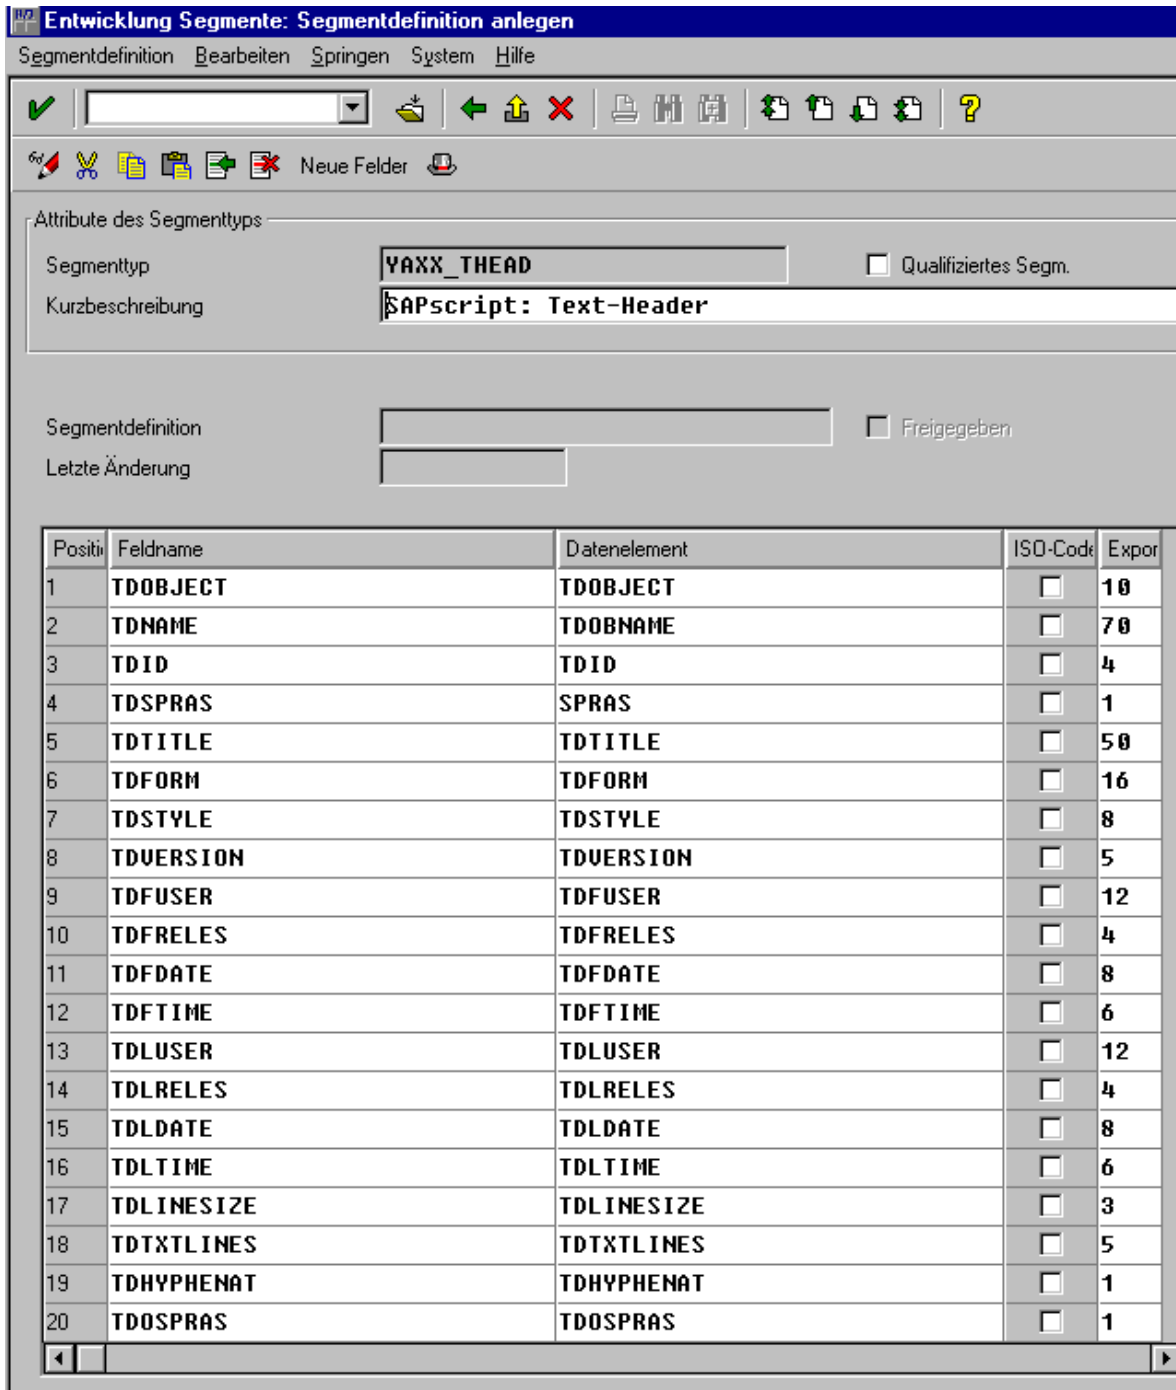 Entwicklung Segmente: Segmentdefinition anlegen
Segmentdefinition Bearbeiten Springen System Hilfe
Neue Felder
Attribute des Segmenttyps
Segmenttyp YAXX_THEAD Qualifiziertes Segm.
Kurzbeschreibung SAPscript: Text-Header
Segmentdefinition Freigegeben
Letzte Änderung
Positi Feldname Datenelement ISO-Code Expor
1 TDOBJECT TDOBJECT 10
2 TDNAME TDOBNAME 70
3 TDID TDID 4
4 TDSPRAS SPRAS 1
5 TDTITLE TDTITLE 50
6 TDFORM TDFORM 16
7 TDSTYLE TDSTYLE 8
8 TDVERSION TDVERSION 5
9 TDFUSER TDFUSER 12
10 TDFRELES TDFRELES 4
11 TDFDATE TDFDATE 8
12 TDFTIME TDFTIME 6
13 TDLUSER TDLUSER 12
14 TDLRELES TDLRELES 4
15 TDLDATE TDLDATE 8
16 TDLTIME TDLTIME 6
17 TDLINESIZE TDLINESIZE 3
18 TDTXTLINES TDTXTLINES 5
19 TDHYPHENAT TDHYPHENAT 1
20 TDOSPRAS TDOSPRAS 1